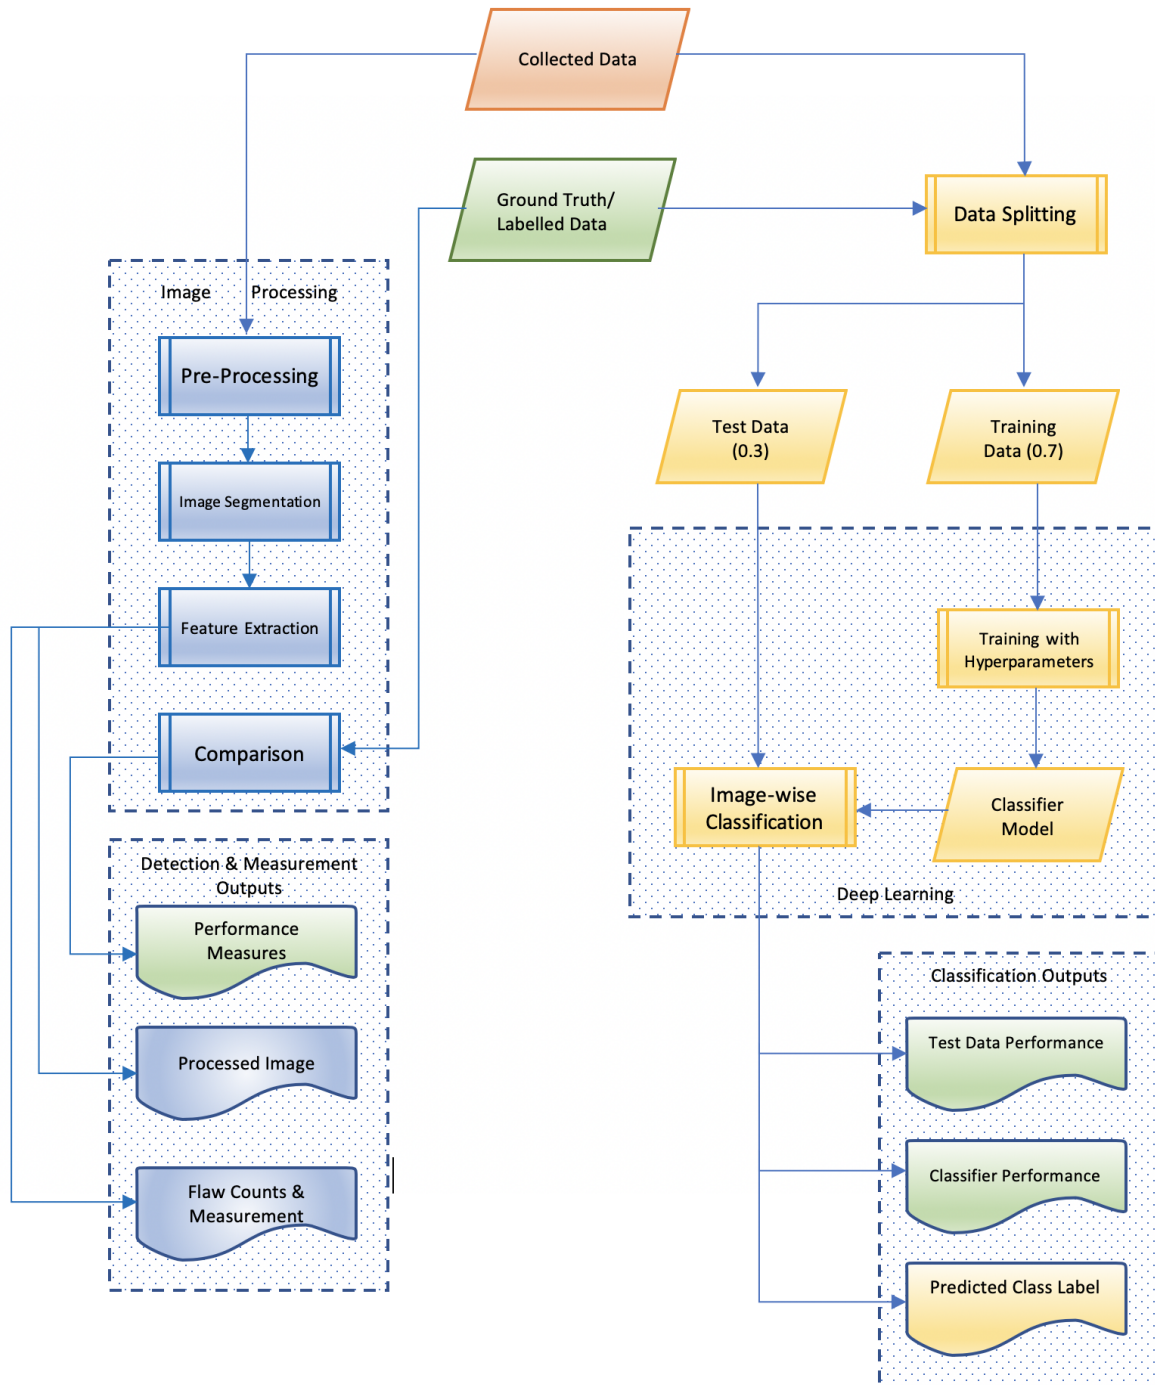 Collected Data
Ground Truth/
Labelled Data
Data Splitting
Image Processing
Pre-Processing
Image Segmentation
Feature Extraction
Comparison
Test Data
(0.3)
Training
Data (0.7)
Training with
Hyperparameters
Image-wise
Classification
Classifier
Model
Deep Learning
Detection & Measurement
Outputs
Performance
Measures
Processed Image
Flaw Counts &
Measurement
Classification Outputs
Test Data Performance
Classifier Performance
Predicted Class Label